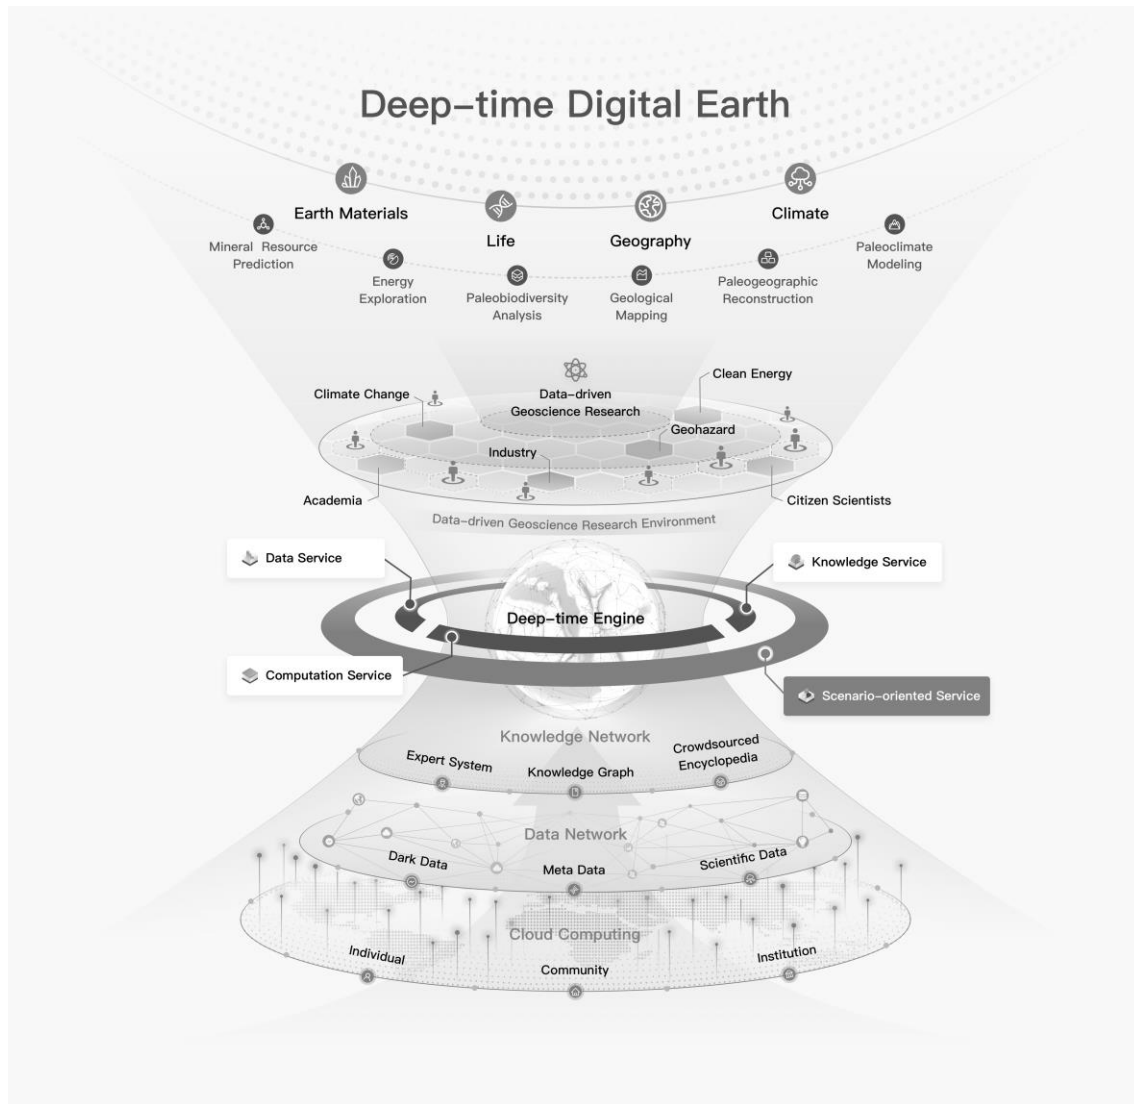 Deep-time Digital Earth
Earth Materials
Life
Geography
Climate
Mineral Resource
Prediction
Energy
Exploration
Paleobiodiversity
Analysis
Geological
Mapping
Paleogeographic
Reconstruction
Paleoclimate
Modeling
Data-driven
Geoscience Research
Climate Change
Clean Energy
Geohazard
Industry
Academia
Citizen Scientists
Data-driven Geoscience Research Environment
Data Service
Knowledge Service
Deep-time Engine
Computation Service
Scenario-oriented Service
Knowledge Network
Expert System
Knowledge Graph
Crowdsourced
Encyclopedia
Data Network
Dark Data
Meta Data
Scientific Data
Cloud Computing
Individual
Community
Institution